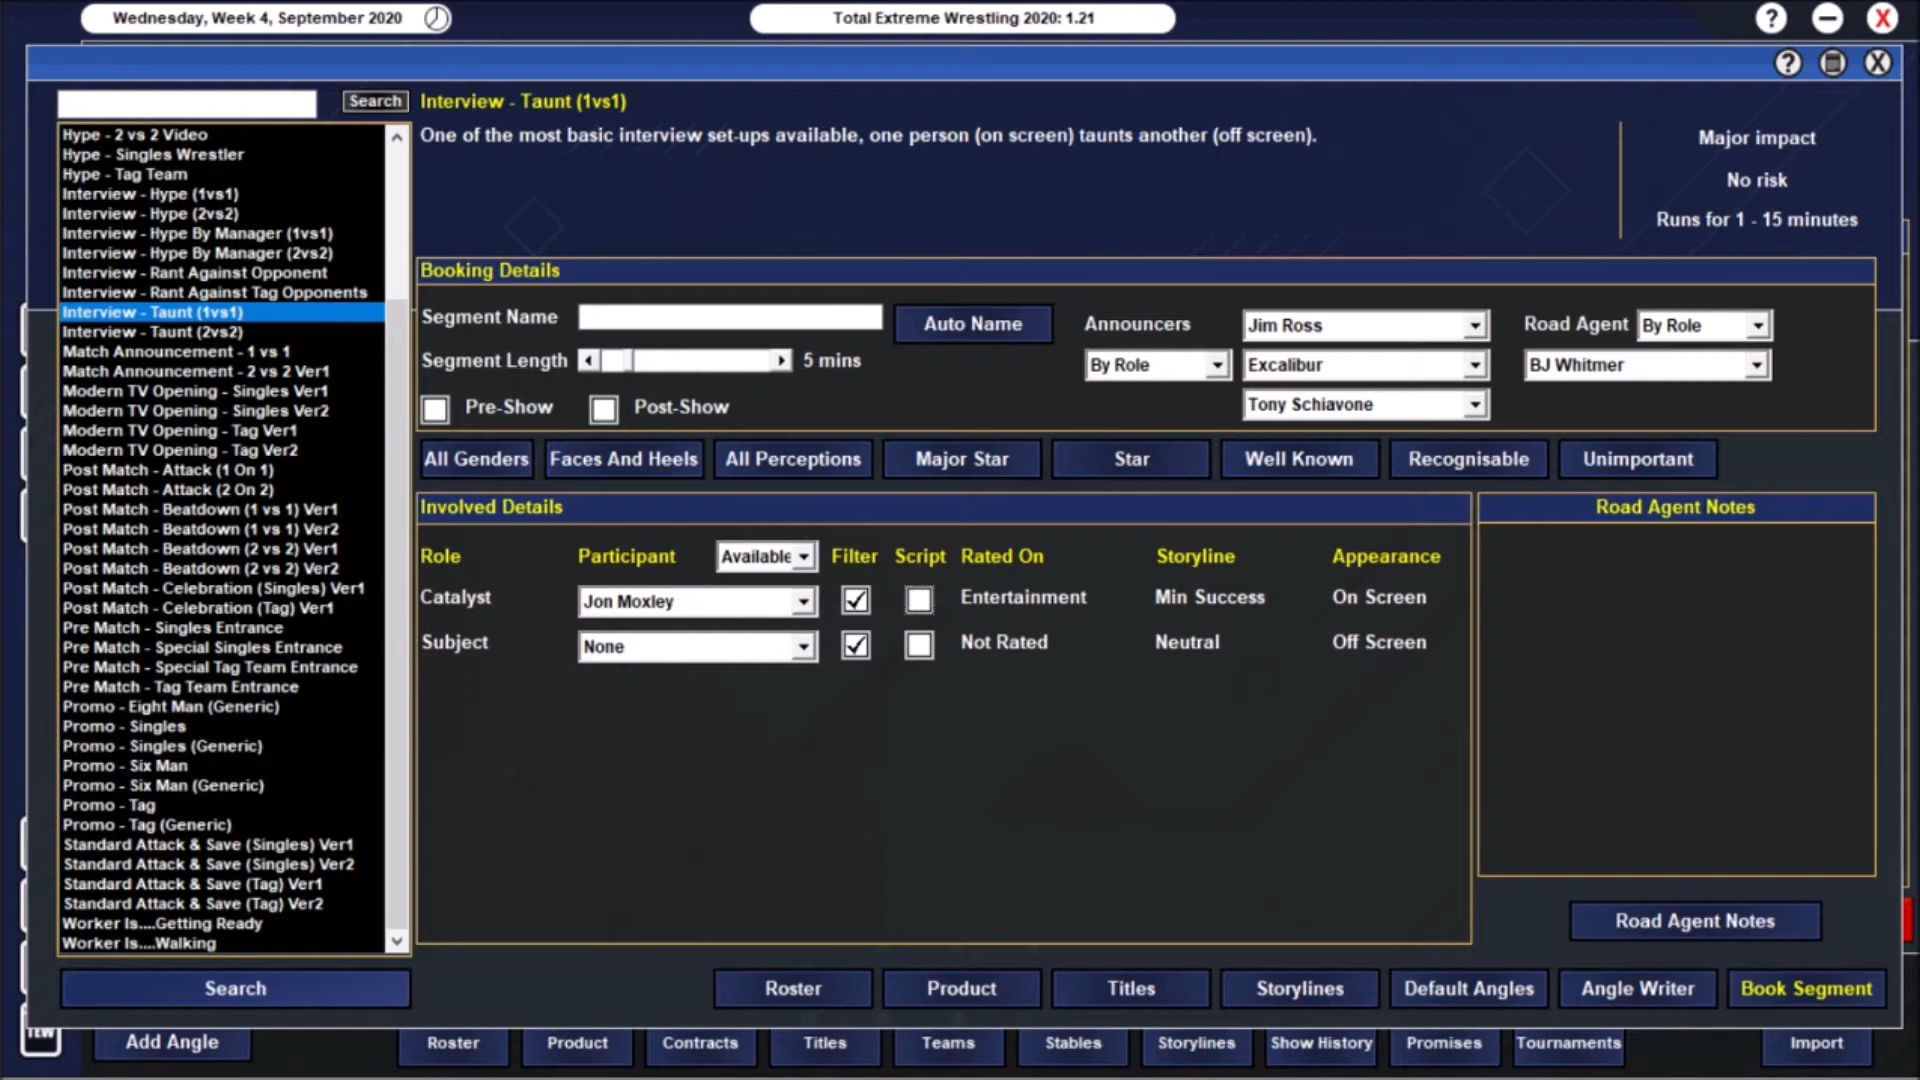 Wednesday, Week 4, September 2020
Total Extreme Wrestling 2020: 1.21
? – X
? X
Search
Hype - 2 vs 2 Video
Hype - Singles Wrestler
Hype - Tag Team
Interview - Hype (1vs1)
Interview - Hype (2vs2)
Interview - Hype By Manager (1vs1)
Interview - Hype By Manager (2vs2)
Interview - Rant Against Opponent
Interview - Rant Against Tag Opponents
Interview - Taunt (1vs1)
Interview - Taunt (2vs2)
Match Announcement - 1 vs 1
Match Announcement - 2 vs 2 Ver1
Modern TV Opening - Singles Ver1
Modern TV Opening - Singles Ver2
Modern TV Opening - Tag Ver1
Modern TV Opening - Tag Ver2
Post Match - Attack (1 On 1)
Post Match - Attack (2 On 2)
Post Match - Beatdown (1 vs 1) Ver1
Post Match - Beatdown (1 vs 1) Ver2
Post Match - Beatdown (2 vs 2) Ver1
Post Match - Beatdown (2 vs 2) Ver2
Post Match - Celebration (Singles) Ver1
Post Match - Celebration (Tag) Ver1
Pre Match - Singles Entrance
Pre Match - Special Singles Entrance
Pre Match - Special Tag Team Entrance
Pre Match - Tag Team Entrance
Promo - Eight Man (Generic)
Promo - Singles
Promo - Singles (Generic)
Promo - Six Man
Promo - Six Man (Generic)
Promo - Tag
Promo - Tag (Generic)
Standard Attack & Save (Singles) Ver1
Standard Attack & Save (Singles) Ver2
Standard Attack & Save (Tag) Ver1
Standard Attack & Save (Tag) Ver2
Worker Is....Getting Ready
Worker Is....Walking
Search
Interview - Taunt (1vs1)
One of the most basic interview set-ups available, one person (on screen) taunts another (off screen).
Major impact
No risk
Runs for 1 - 15 minutes
Booking Details
Segment Name Auto Name Announcers Jim Ross Road Agent By Role
Segment Length 5 mins By Role Excalibur BJ Whitmer
Pre-Show Post-Show Tony Schiavone
All Genders Faces And Heels All Perceptions Major Star Star Well Known Recognisable Unimportant
Involved Details
Role Participant Available Filter Script Rated On Storyline Appearance
Catalyst Jon Moxley Entertainment Min Success On Screen
Subject None Not Rated Neutral Off Screen
Road Agent Notes
Road Agent Notes
Roster Product Titles Storylines Default Angles Angle Writer Book Segment
TEW Add Angle Roster Product Contracts Titles Teams Stables Storylines Show History Promises Tournaments Import